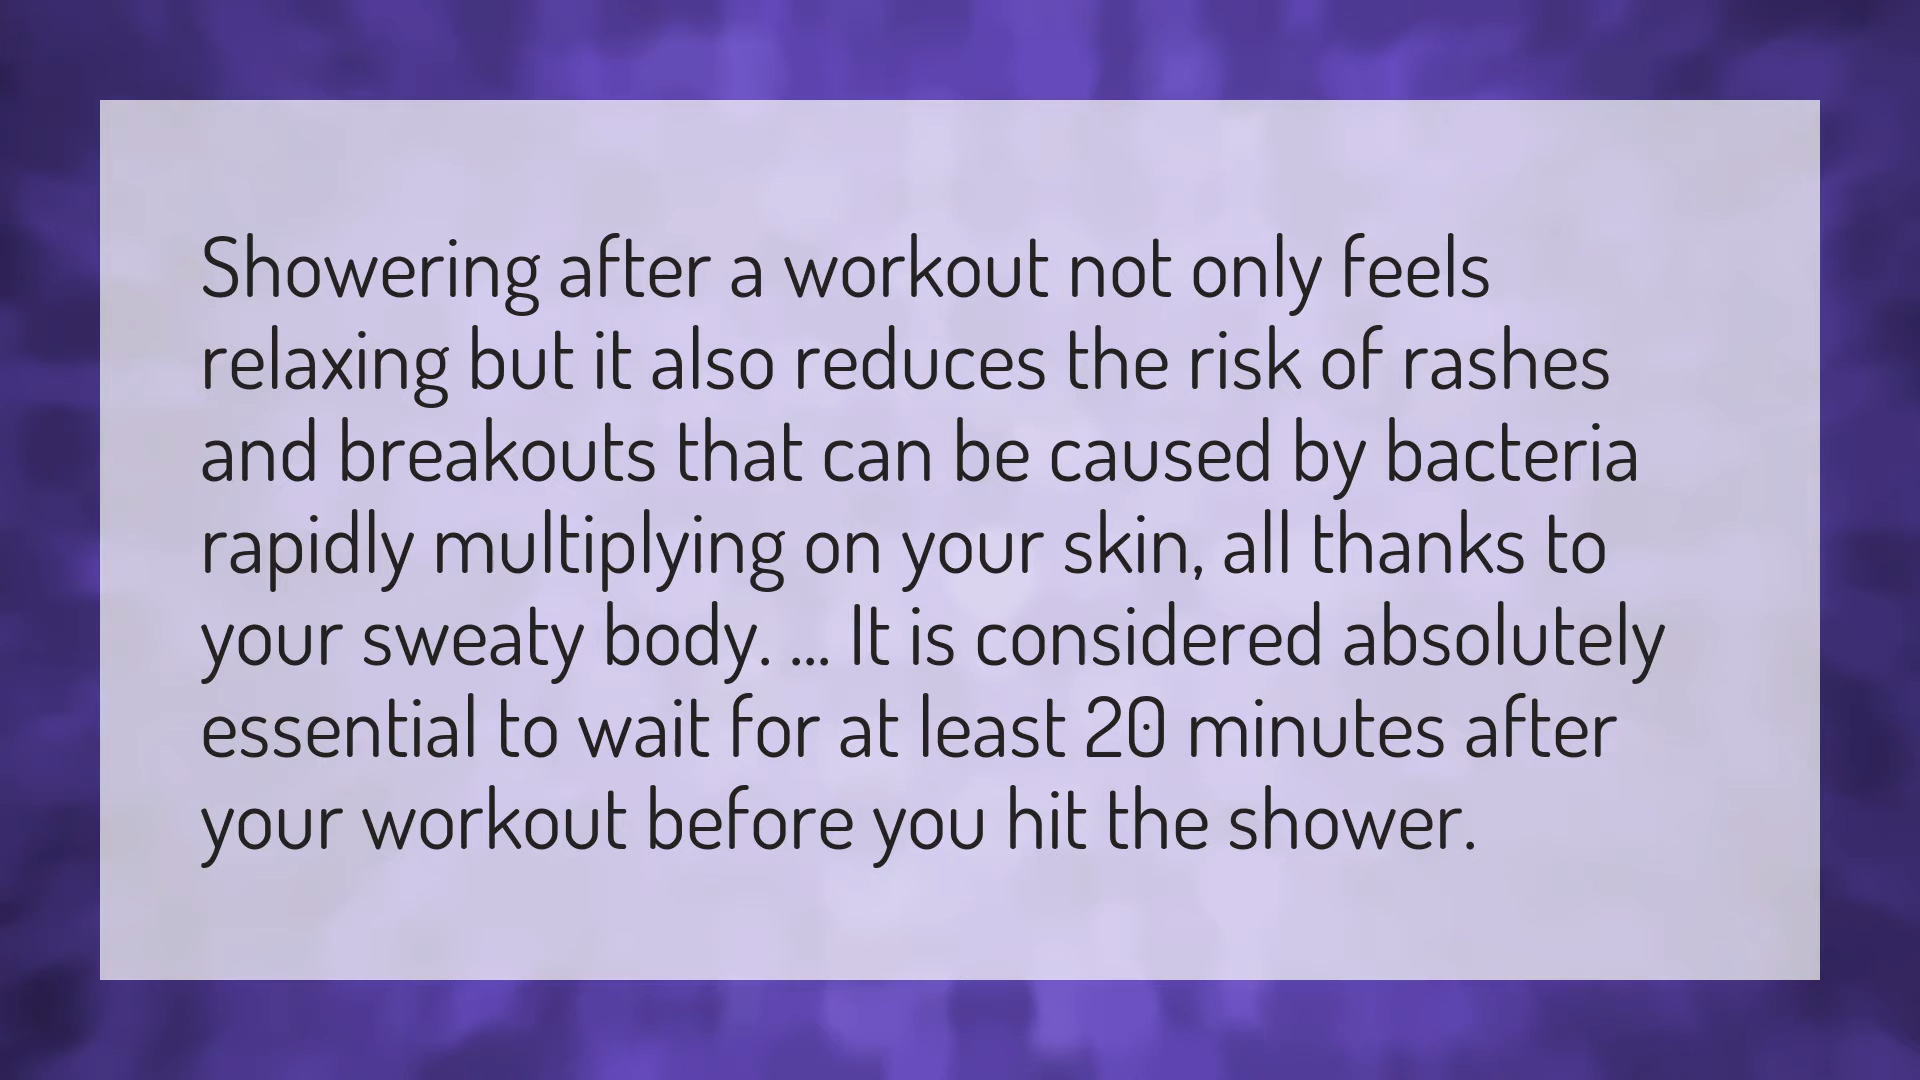 Showering after a workout not only feels
relaxing but it also reduces the risk of rashes
and breakouts that can be caused by bacteria
rapidly multiplying on your skin, all thanks to
your sweaty body. ... It is considered absolutely
essential to wait for at least 20 minutes after
your workout before you hit the shower.